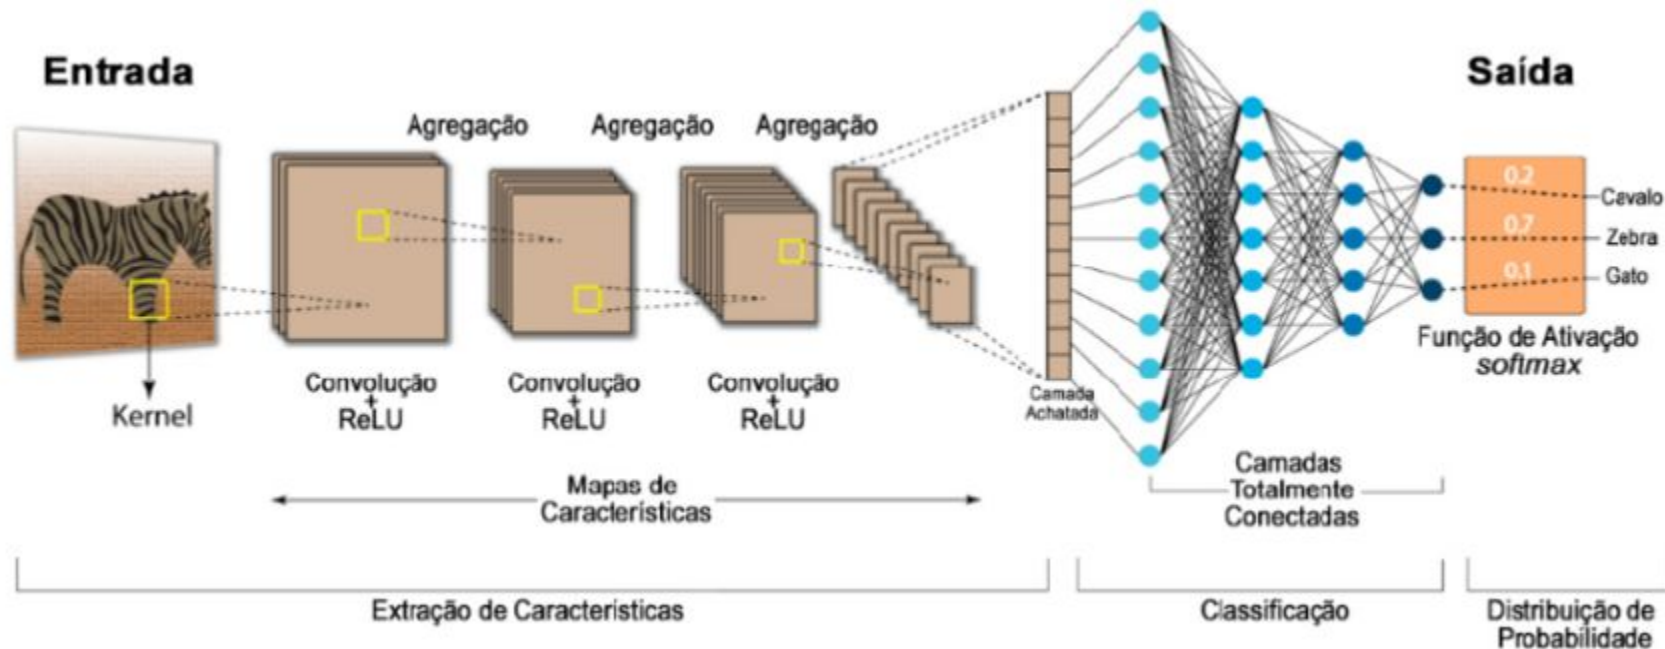 Entrada
Saída
Agregação
Agregação
Agregação
0.2
Cavalo
0.7
Zebra
0.1
Gato
Função de Ativação
softmax
Kernel
Convolução
+
ReLU
Convolução
+
ReLU
Convolução
+
ReLU
Camada
Achatada
Mapas de
Características
Camadas
Totalmente
Conectadas
Extração de Características
Classificação
Distribuição de
Probabilidade